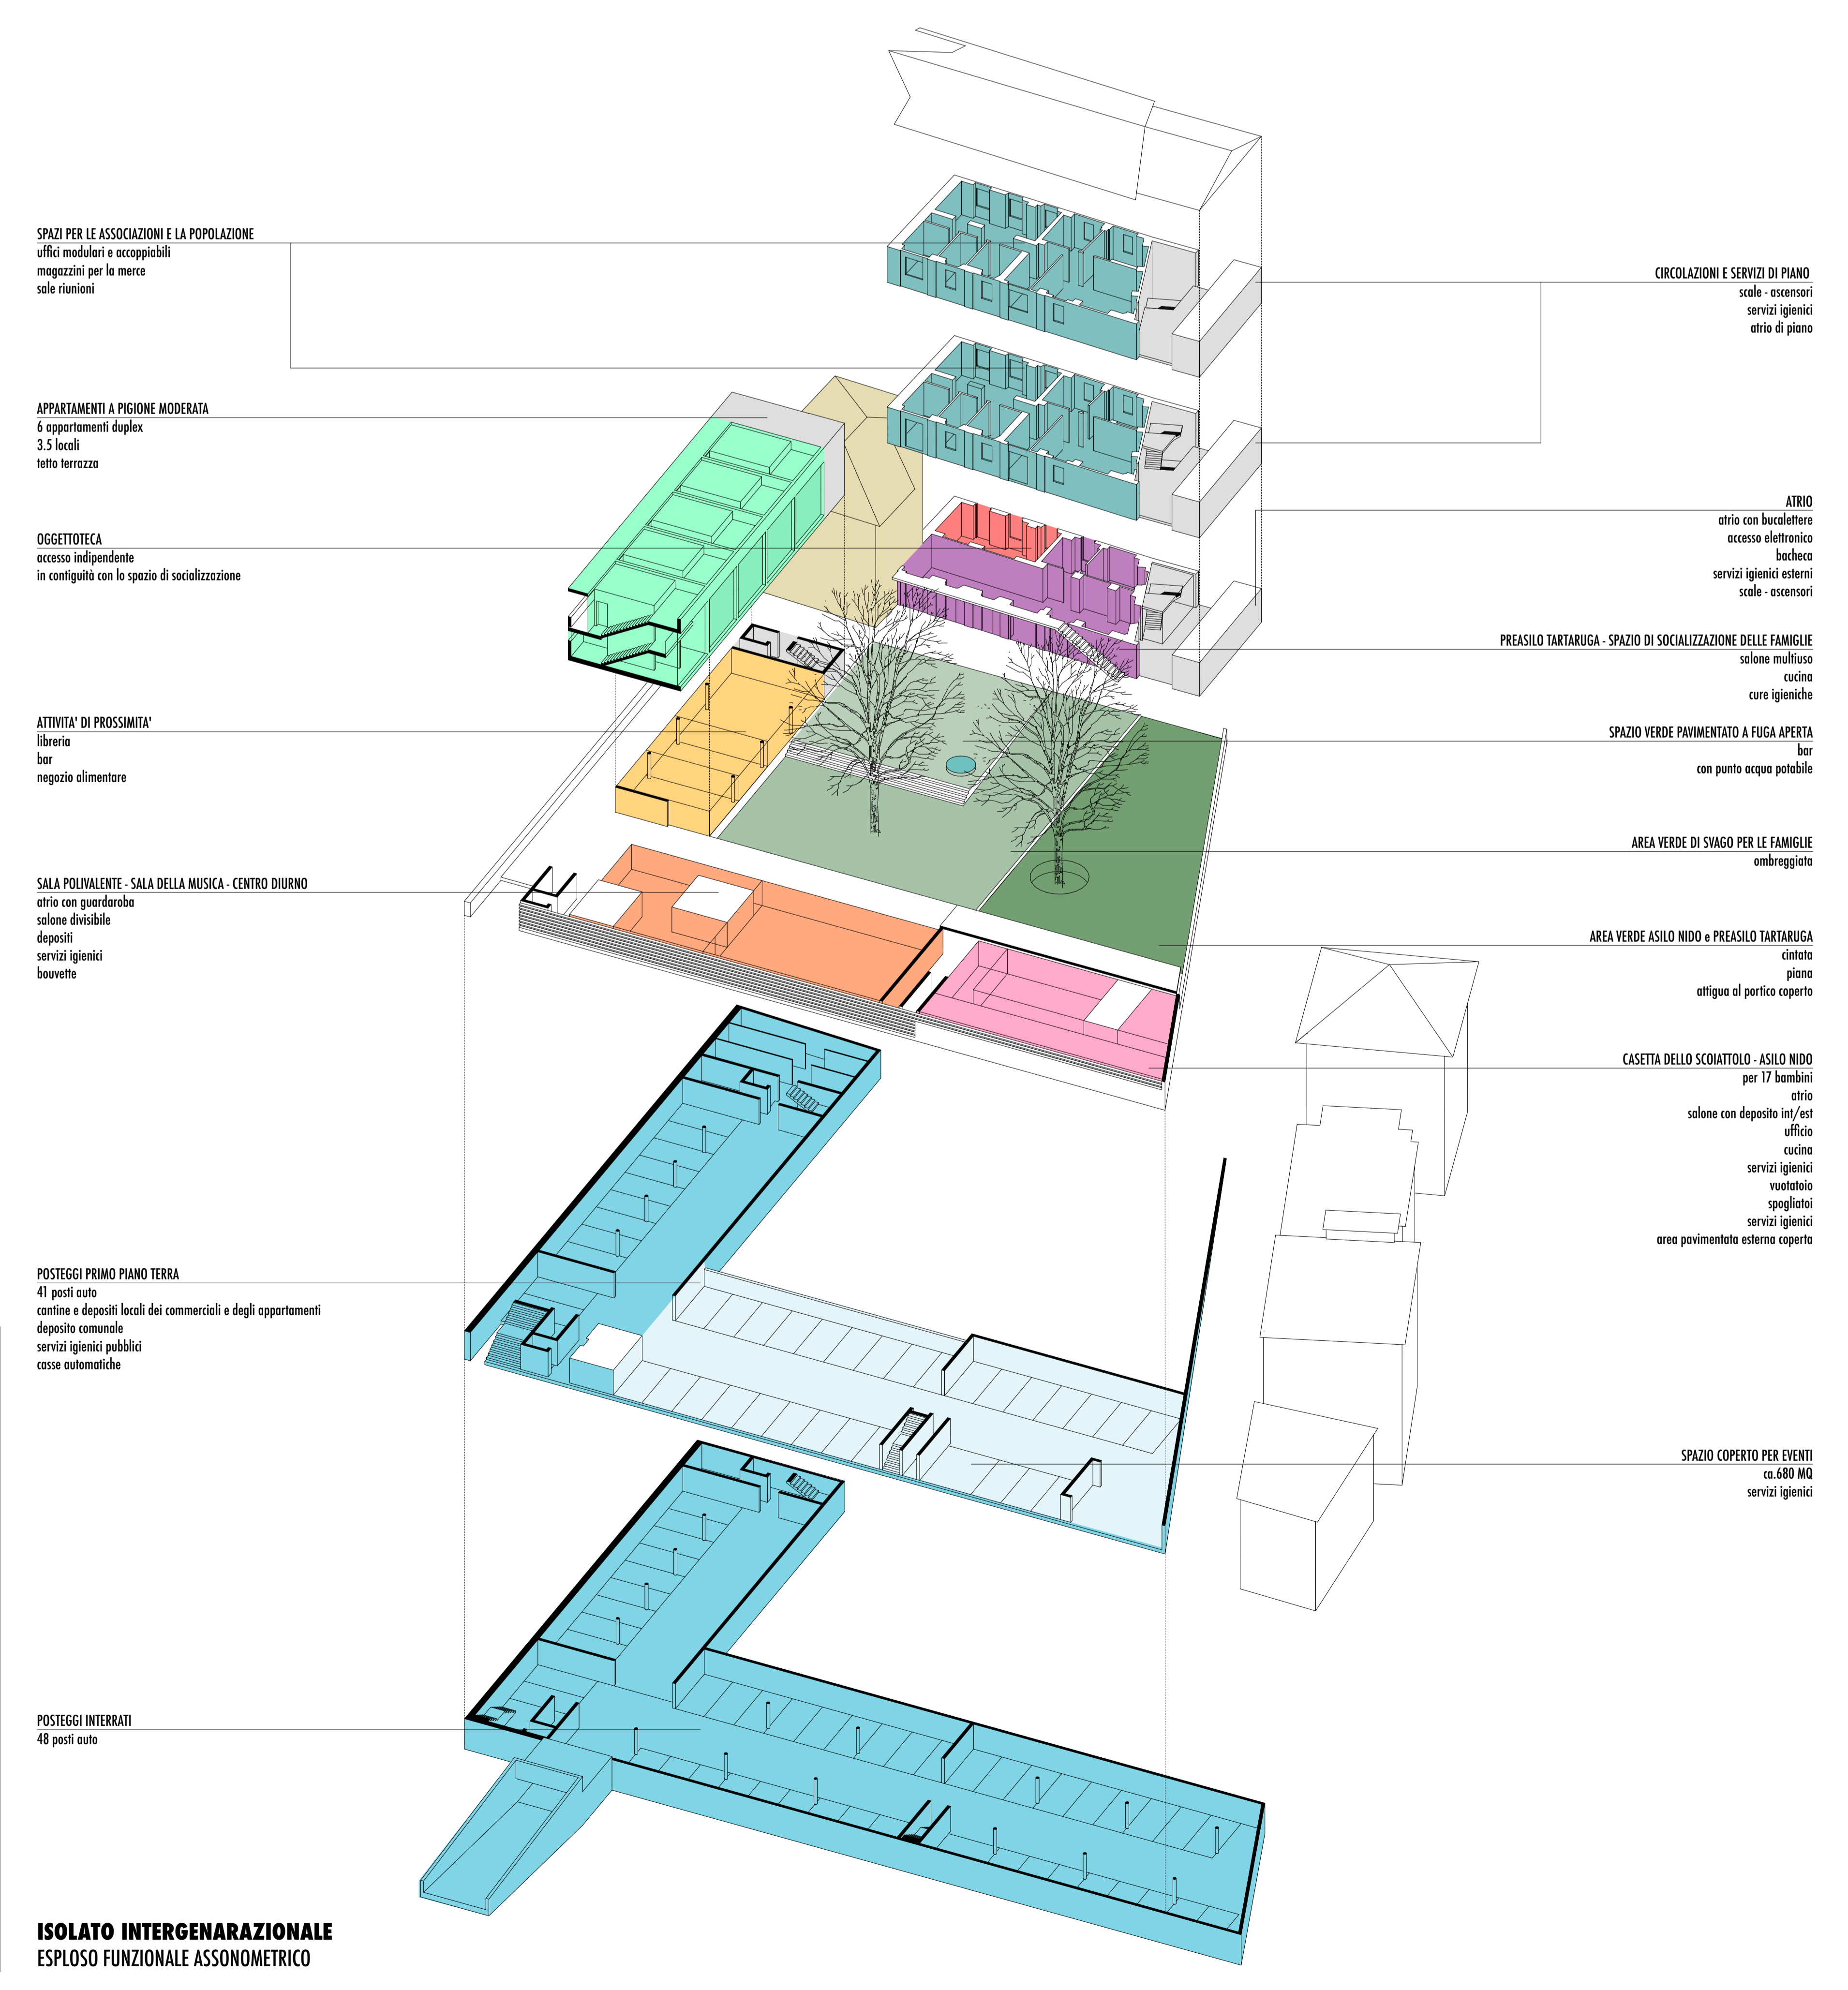 SPAZI PER LE ASSOCIAZIONI E LA POPOLAZIONE
uffici modulari e accoppiabili
magazzini per la merce
sale riunioni
APPARTAMENTI A PIGIONE MODERATA
6 appartamenti duplex
3.5 locali
tetto terrazza
OGGETTOTECA
accesso indipendente
in contiguità con lo spazio di socializzazione
ATTIVITA' DI PROSSIMITA'
libreria
bar
negozio alimentare
SALA POLIVALENTE - SALA DELLA MUSICA - CENTRO DIURNO
atrio con guardaroba
salone divisibile
depositi
servizi igienici
bouvette
POSTEGGI PRIMO PIANO TERRA
41 posti auto
cantine e depositi locali dei commerciali e degli appartamenti
deposito comunale
servizi igienici pubblici
casse automatiche
POSTEGGI INTERRATI
48 posti auto
CIRCOLAZIONI E SERVIZI DI PIANO
scale - ascensori
servizi igienici
atrio di piano
ATRIO
atrio con bucalettere
accesso elettronico
bacheca
servizi igienici esterni
scale - ascensori
PREASILO TARTARUGA - SPAZIO DI SOCIALIZZAZIONE DELLE FAMIGLIE
salone multiuso
cucina
cure igieniche
SPAZIO VERDE PAVIMENTATO A FUGA APERTA
bar
con punto acqua potabile
AREA VERDE DI SVAGO PER LE FAMIGLIE
ombreggiata
AREA VERDE ASILO NIDO e PREASILO TARTARUGA
cintata
piana
attigua al portico coperto
CASETTA DELLO SCOIATTOLO - ASILO NIDO
per 17 bambini
atrio
salone con deposito int/est
ufficio
cucina
servizi igienici
vuotatoio
spogliatoi
servizi igienici
area pavimentata esterna coperta
SPAZIO COPERTO PER EVENTI
ca.680 MQ
servizi igienici
ISOLATO INTERGENARAZIONALE
ESPLOSO FUNZIONALE ASSONOMETRICO